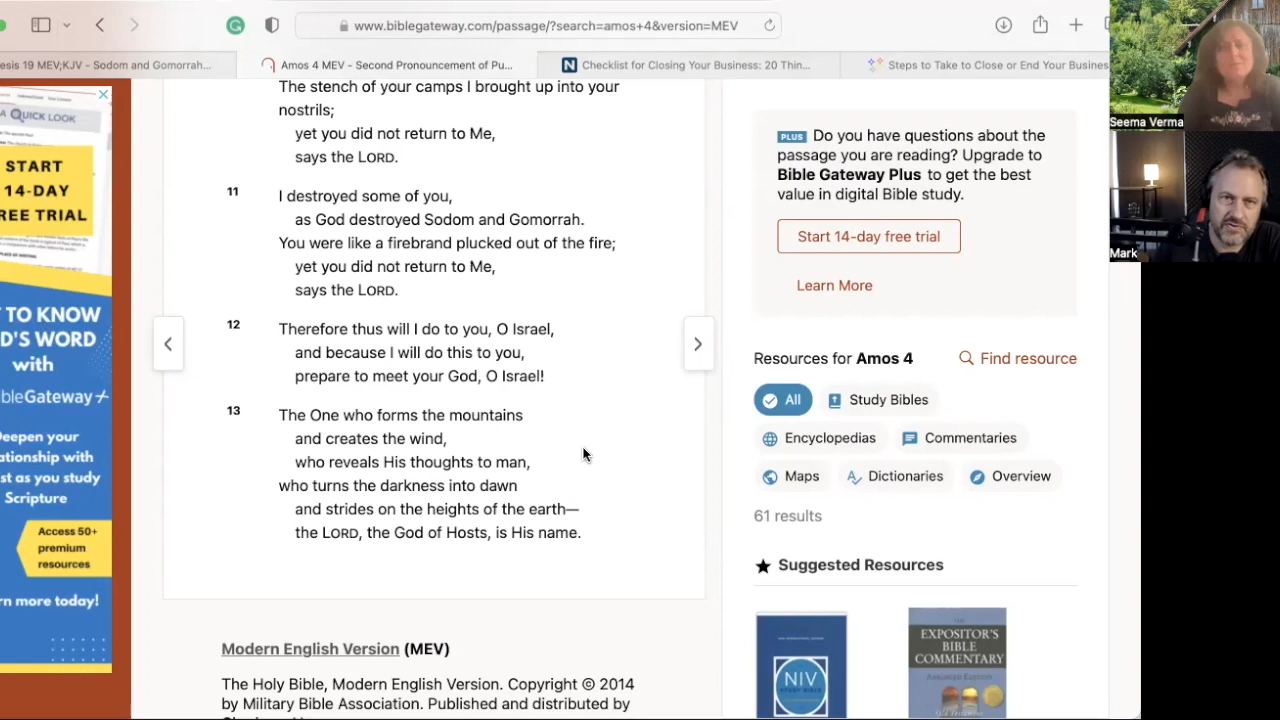 www.biblegateway.com/passage/?search=amos+4&version=MEV
esis 19 MEV;KJV - Sodom and Gomorrah...
Amos 4 MEV - Second Pronouncement of Pu...
Checklist for Closing Your Business: 20 Thin...
Steps to Take to Close or End Your Busines
Seema Verma
Mark
A QUICK LOOK
START
14-DAY
REE TRIAL
T TO KNOW
D'S WORD
with
bleGateway+
eepen your
ationship with
st as you study
Scripture
Access 50+
premium
resources
rn more today!
The stench of your camps I brought up into your
nostrils;
yet you did not return to Me,
says the LORD.
11 I destroyed some of you,
as God destroyed Sodom and Gomorrah.
You were like a firebrand plucked out of the fire;
yet you did not return to Me,
says the LORD.
12 Therefore thus will I do to you, O Israel,
and because I will do this to you,
prepare to meet your God, O Israel!
13 The One who forms the mountains
and creates the wind,
who reveals His thoughts to man,
who turns the darkness into dawn
and strides on the heights of the earth—
the LORD, the God of Hosts, is His name.
Modern English Version (MEV)
The Holy Bible, Modern English Version. Copyright © 2014
by Military Bible Association. Published and distributed by
PLUS Do you have questions about the
passage you are reading? Upgrade to
Bible Gateway Plus to get the best
value in digital Bible study.
Start 14-day free trial
Learn More
Resources for Amos 4
Find resource
All
Study Bibles
Encyclopedias
Commentaries
Maps
Dictionaries
Overview
61 results
Suggested Resources
NIV
STUDY BIBLE
THE
EXPOSITOR'S
BIBLE
COMMENTARY